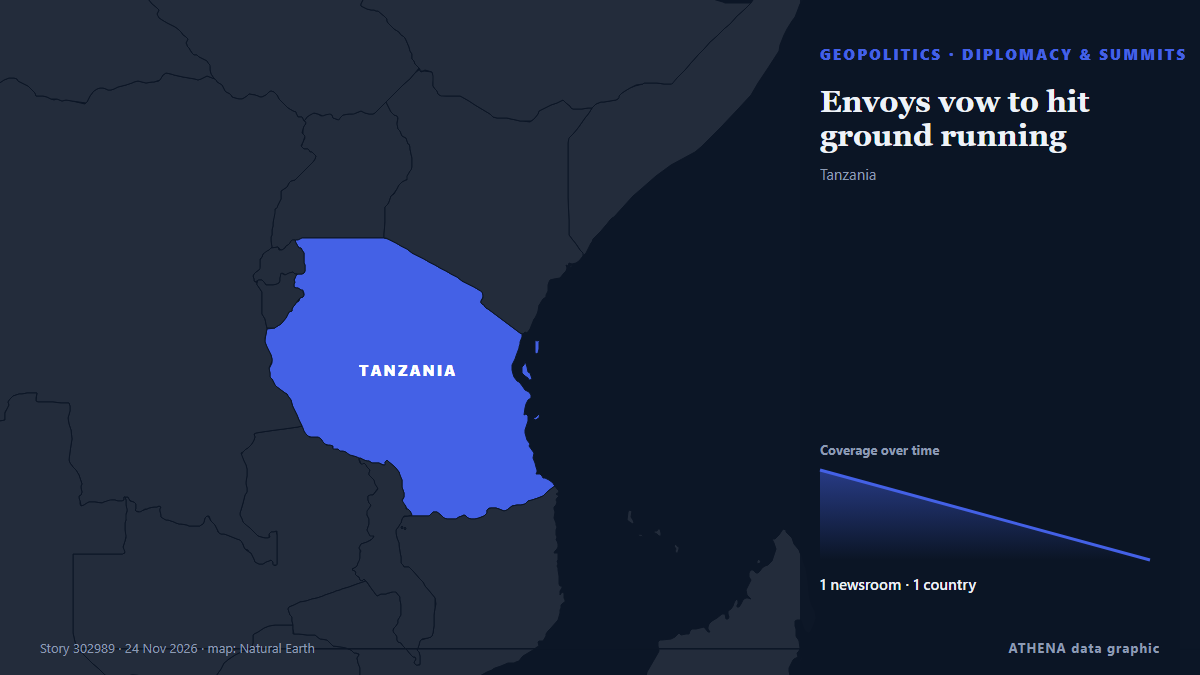 GEOPOLITICS · DIPLOMACY & SUMMITS
Envoys vow to hit
ground running
Tanzania
TANZANIA
Coverage over time
1 newsroom · 1 country
Story 302989 · 24 Nov 2026 · map: Natural Earth
ATHENA data graphic